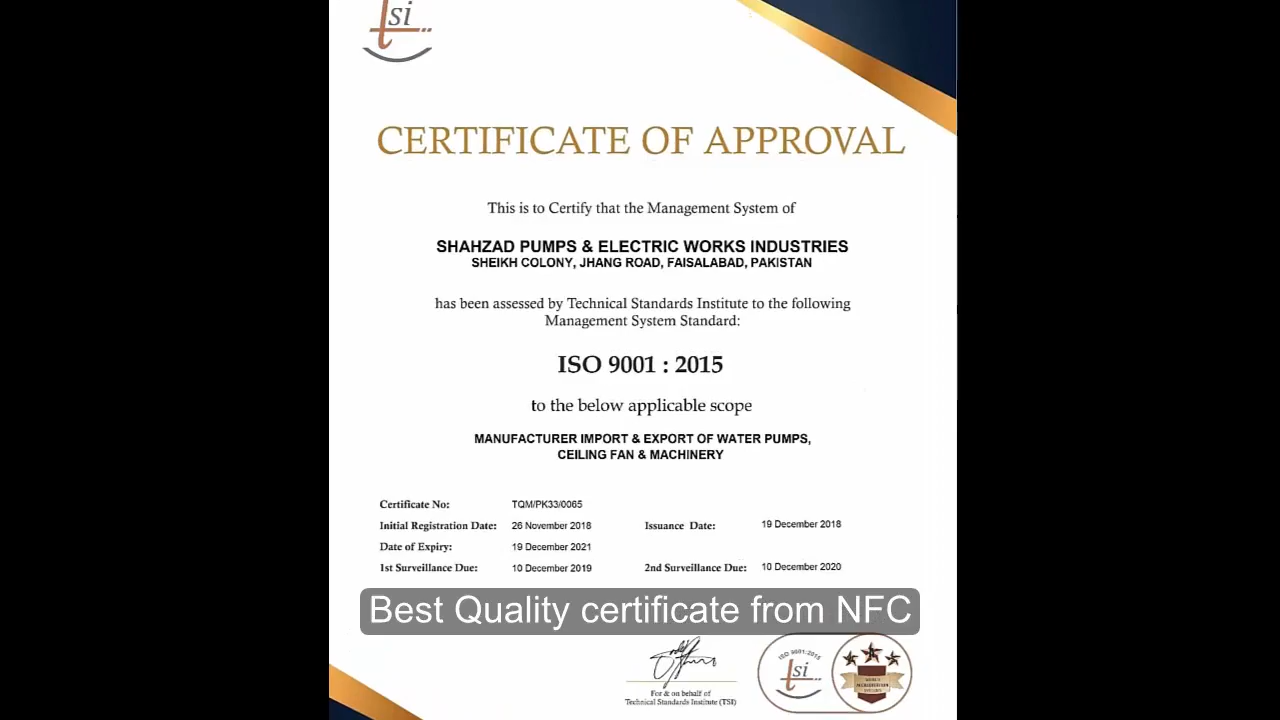 tsi
CERTIFICATE OF APPROVAL
This is to Certify that the Management System of
SHAHZAD PUMPS & ELECTRIC WORKS INDUSTRIES
SHEIKH COLONY, JHANG ROAD, FAISALABAD, PAKISTAN
has been assessed by Technical Standards Institute to the following
Management System Standard:
ISO 9001 : 2015
to the below applicable scope
MANUFACTURER IMPORT & EXPORT OF WATER PUMPS,
CEILING FAN & MACHINERY
Certificate No: TQM/PK33/0065
Initial Registration Date: 26 November 2018 Issuance Date: 19 December 2018
Date of Expiry: 19 December 2021
1st Surveillance Due: 10 December 2019 2nd Surveillance Due: 10 December 2020
Best Quality certificate from NFC
For & on behalf of
Technical Standards Institute (TSI)
ISO 9001:2015
tsi